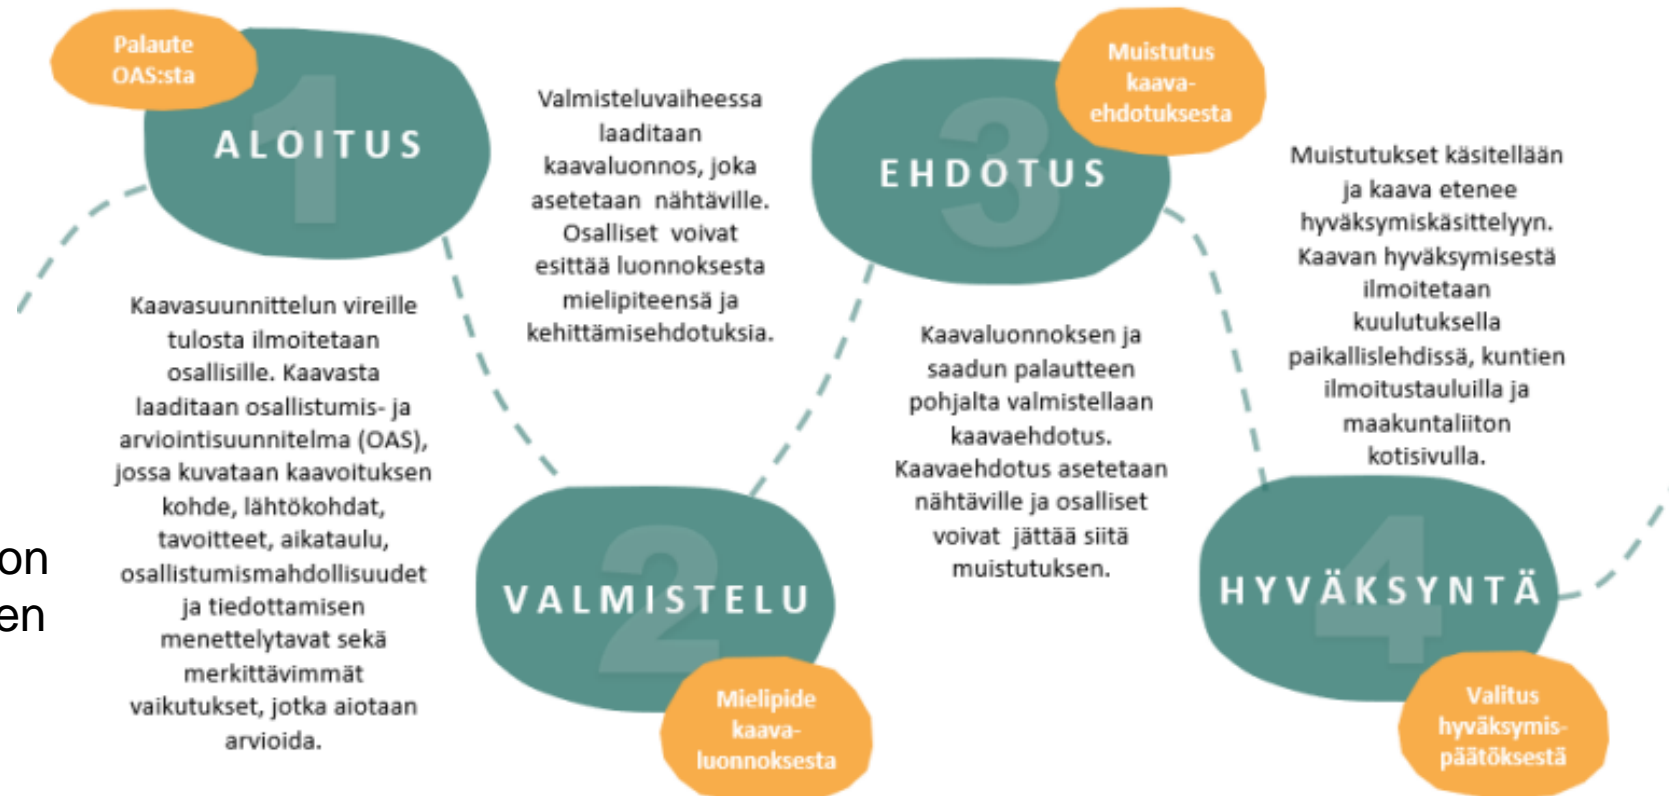 Palaute
OAS:sta
1
ALOITUS
Kaavasuunnittelun vireille
tulosta ilmoitetaan
osallisille. Kaavasta
laaditaan osallistumis- ja
arviointisuunnitelma (OAS),
jossa kuvataan kaavoituksen
kohde, lähtökohdat,
tavoitteet, aikataulu,
osallistumismahdollisuudet
ja tiedottamisen
menettelytavat sekä
merkittävimmät
vaikutukset, jotka aiotaan
arvioida.
on
en
Valmisteluvaiheessa
laaditaan
kaavaluonnos, joka
asetetaan nähtäville.
Osalliset voivat
esittää luonnoksesta
mielipiteensä ja
kehittämisehdotuksia.
2
VALMISTELU
Mielipide
kaava-
luonnoksesta
3
EHDOTUS
Muistutus
kaava-
ehdotuksesta
Kaavaluonnoksen ja
saadun palautteen
pohjalta valmistellaan
kaavaehdotus.
Kaavaehdotus asetetaan
nähtäville ja osalliset
voivat jättää siitä
muistutuksen.
Muistutukset käsitellään
ja kaava etenee
hyväksymiskäsittelyyn.
Kaavan hyväksymisestä
ilmoitetaan
kuulutuksella
paikallislehdissä, kuntien
ilmoitustauluilla ja
maakuntaliiton
kotisivulla.
4
HYVÄKSYNTÄ
Valitus
hyväksymis-
päätöksestä